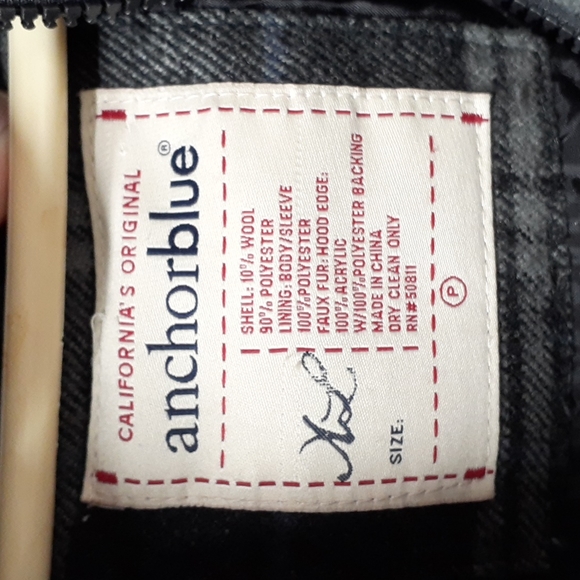 CALIFORNIA'S ORIGINAL
anchorblue®
SHELL: 10% WOOL
90% POLYESTER
LINING: BODY/SLEEVE
100% POLYESTER
FAUX FUR: HOOD EDGE:
100% ACRYLIC
W/100% POLYESTER BACKING
MADE IN CHINA
DRY CLEAN ONLY
RN#50811
SIZE:
P